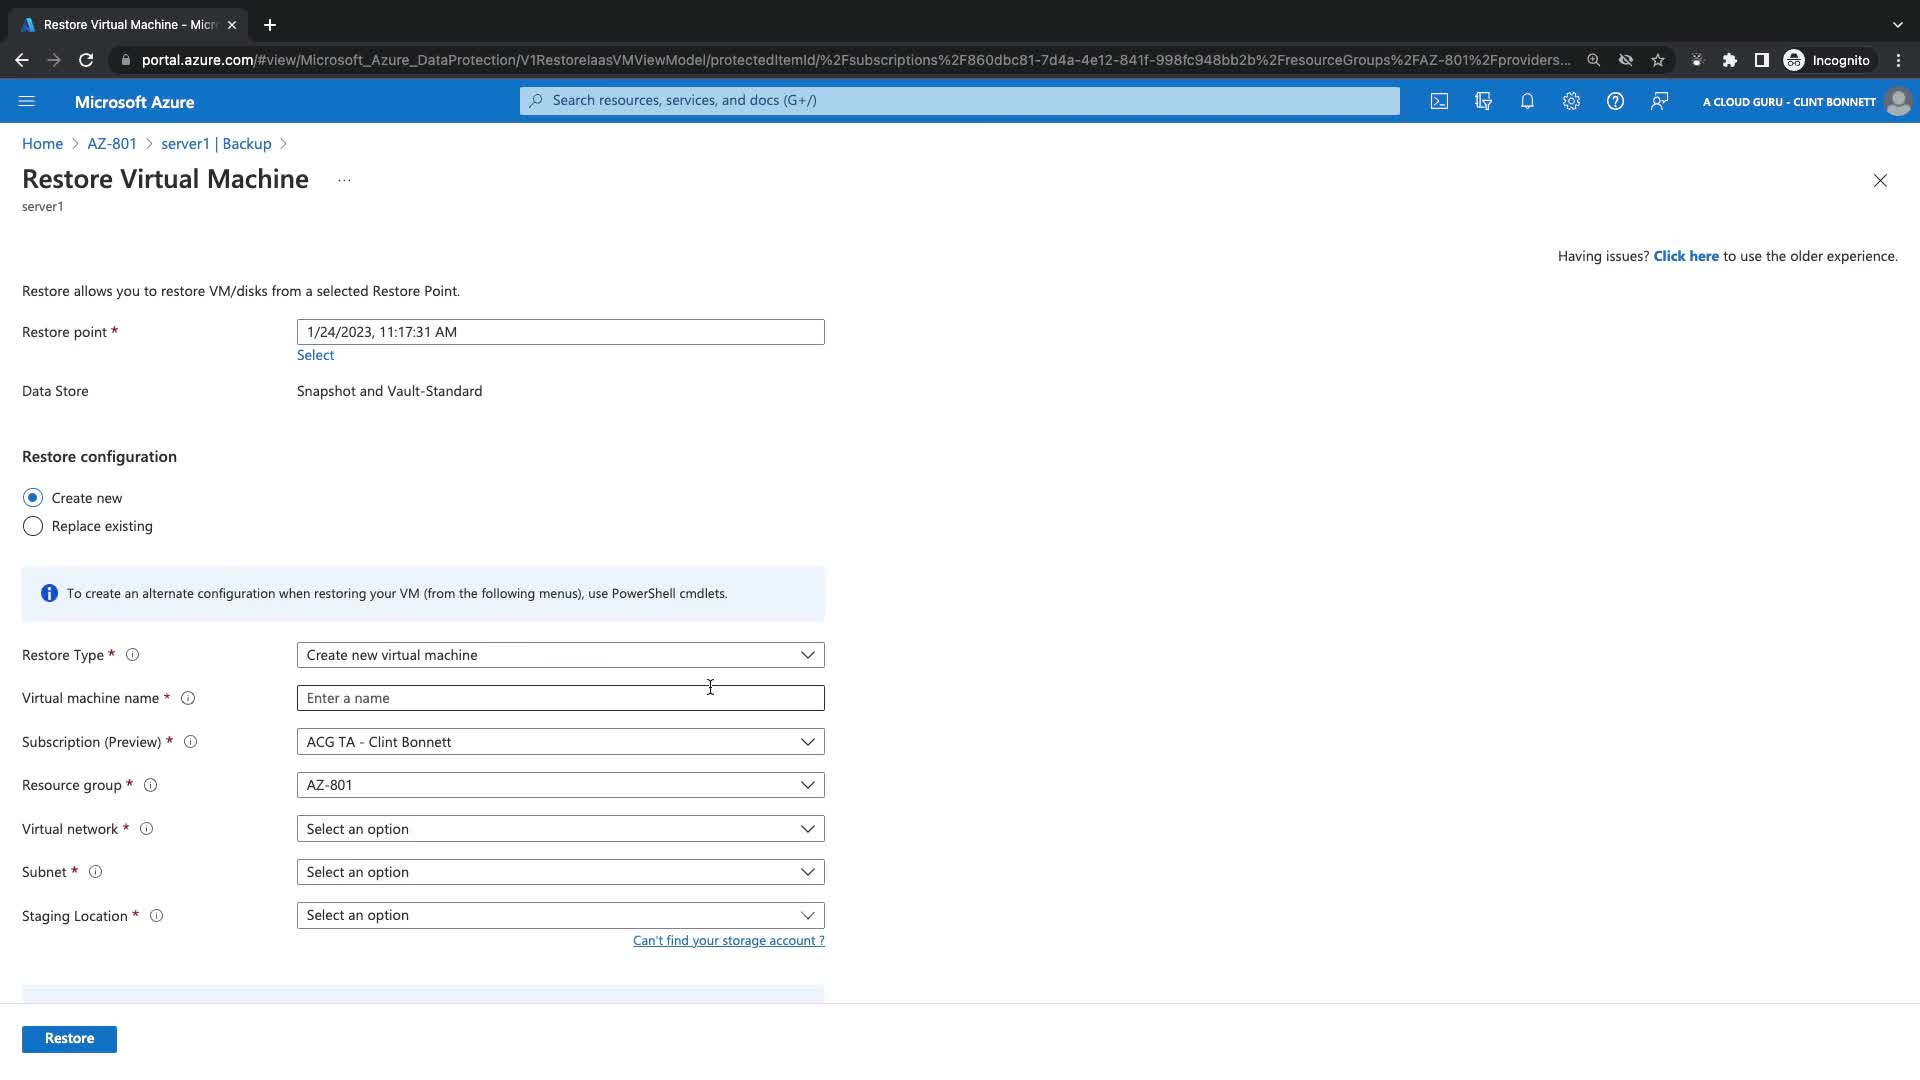 Restore Virtual Machine - Micr
portal.azure.com/#view/Microsoft_Azure_DataProtection/V1RestoreIaasVMViewModel/protectedItemId/%2Fsubscriptions%2F860dbc81-7d4a-4e12-841f-998fc948bb2b%2FresourceGroups%2FAZ-801%2Fproviders...
Incognito
Microsoft Azure
Search resources, services, and docs (G+/)
A CLOUD GURU - CLINT BONNETT
Home > AZ-801 > server1 | Backup >
Restore Virtual Machine ...
server1
Having issues? Click here to use the older experience.
Restore allows you to restore VM/disks from a selected Restore Point.
Restore point * 1/24/2023, 11:17:31 AM
Select
Data Store Snapshot and Vault-Standard
Restore configuration
Create new
Replace existing
To create an alternate configuration when restoring your VM (from the following menus), use PowerShell cmdlets.
Restore Type * Create new virtual machine
Virtual machine name * Enter a name
Subscription (Preview) * ACG TA - Clint Bonnett
Resource group * AZ-801
Virtual network * Select an option
Subnet * Select an option
Staging Location * Select an option
Can't find your storage account ?
Restore